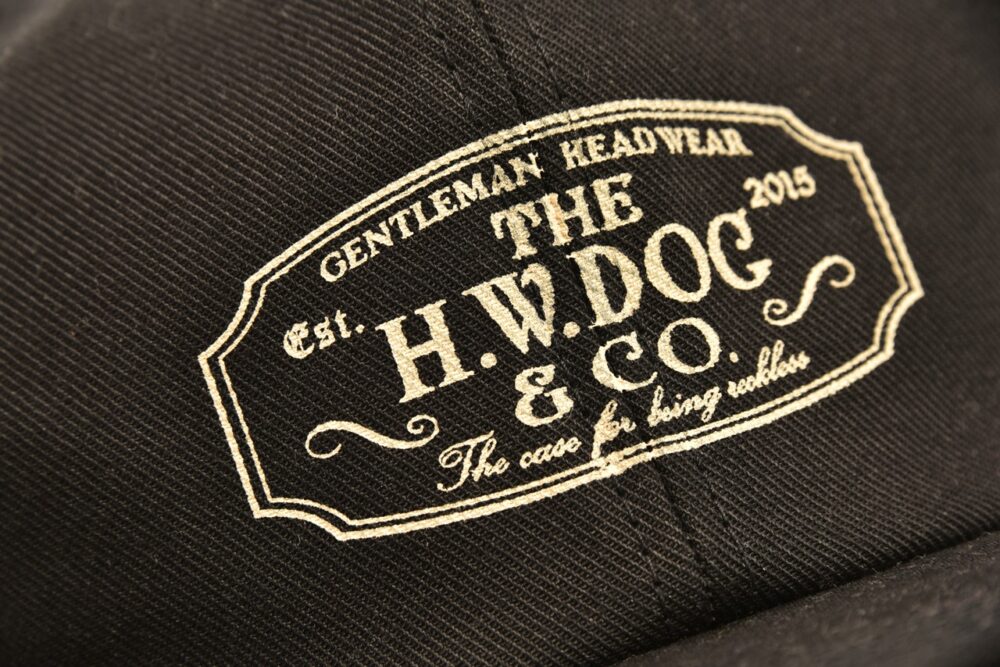 GENTLEMAN HEADWEAR
THE
Est. H.W.DOG 2015
& CO.
The case for being reckless